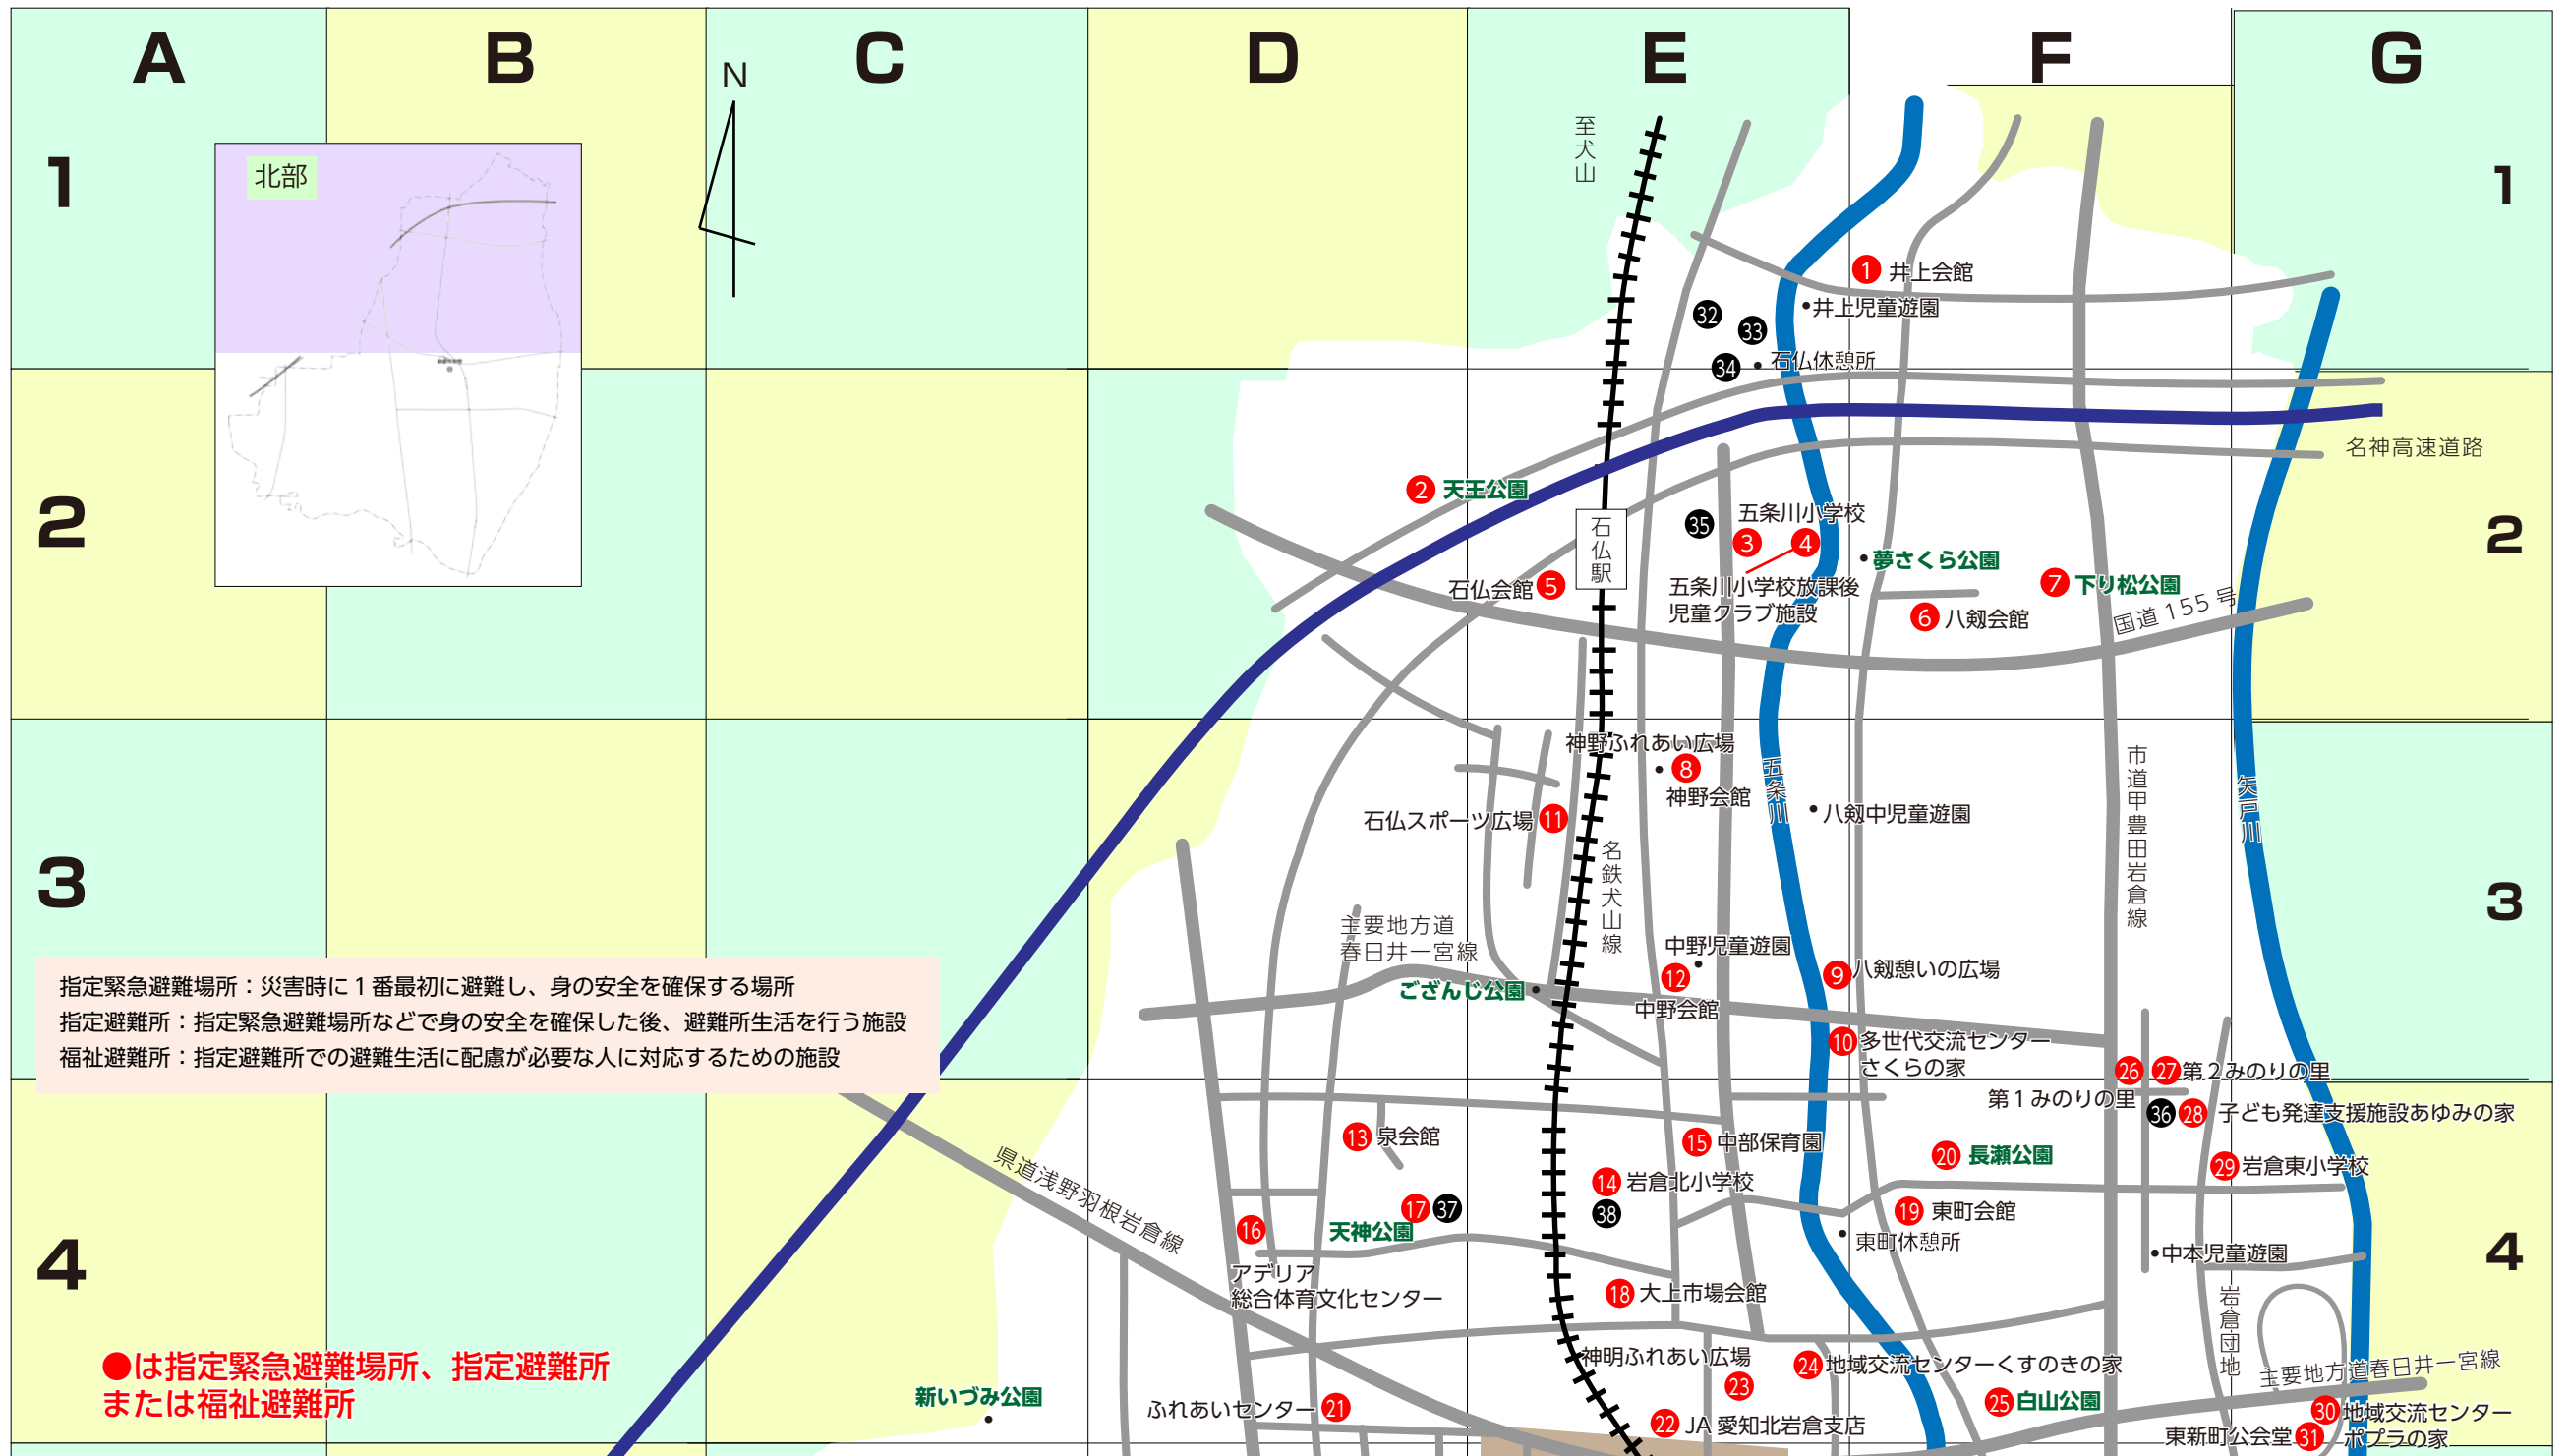 A
B
C
D
E
F
G
N
1
北部
至犬山
1
1 井上会館
井上児童遊園
32
33
34
石仏休憩所
名神高速道路
2
2 天王公園
35
五条川小学校
3
4
石仏駅
夢さくら公園
2
石仏会館 5
五条川小学校放課後
児童クラブ施設
7 下り松公園
6 八剱会館
国道155号
神野ふれあい広場
8
神野会館
五条川
市道甲豊田岩倉線
矢戸川
八剱中児童遊園
石仏スポーツ広場 11
名鉄犬山線
3
3
主要地方道
春日井一宮線
中野児童遊園
12
中野会館
9 八剱憩いの広場
ござんじ公園
指定緊急避難場所：災害時に1番最初に避難し、身の安全を確保する場所
指定避難所：指定緊急避難場所などで身の安全を確保した後、避難所生活を行う施設
福祉避難所：指定避難所での避難生活に配慮が必要な人に対応するための施設
10 多世代交流センター
さくらの家
26
27 第2みのりの里
第1みのりの里
36
28 子ども発達支援施設あゆみの家
13 泉会館
15 中部保育園
20 長瀬公園
29 岩倉東小学校
県道浅野羽根岩倉線
14 岩倉北小学校
38
17
37
天神公園
16
19 東町会館
東町休憩所
中本児童遊園
4
4
アデリア
総合体育文化センター
18 大上市場会館
岩倉団地
神明ふれあい広場
23
24 地域交流センターくすのきの家
主要地方道春日井一宮線
●は指定緊急避難場所、指定避難所
または福祉避難所
新いづみ公園
ふれあいセンター 21
22 JA 愛知北岩倉支店
25 白山公園
30 地域交流センター
ポプラの家
東新町公会堂 31